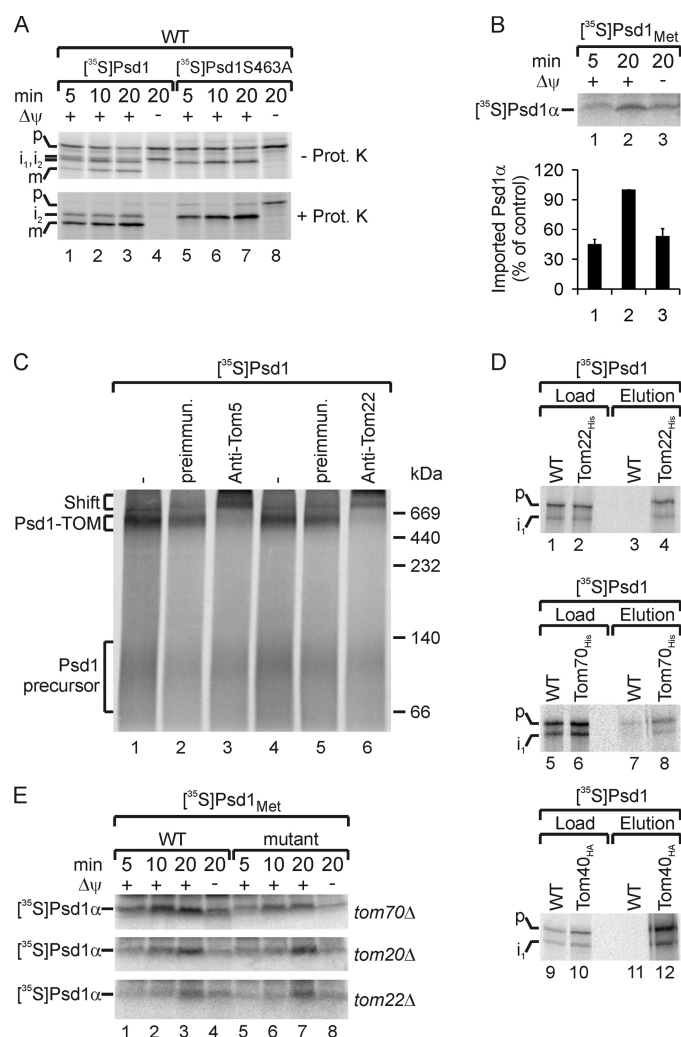 A
WT
[³⁵S]Psd1 [³⁵S]Psd1S463A
min 5 10 20 20 5 10 20 20
Δψ + + + - + + + -
p
i₁,i₂
m
- Prot. K
p
i₂
m
+ Prot. K
1 2 3 4 5 6 7 8
B
[³⁵S]Psd1Met
min 5 20 20
Δψ + + -
[³⁵S]Psd1α
1 2 3
Imported Psd1α
(% of control)
120
90
60
30
0
1 2 3
C
[³⁵S]Psd1
- preimmun. Anti-Tom5 - preimmun. Anti-Tom22
kDa
Shift
Psd1-TOM
Psd1
precursor
669
440
232
140
66
1 2 3 4 5 6
D
[³⁵S]Psd1
Load Elution
WT Tom22His WT Tom22His
p
i₁
1 2 3 4
[³⁵S]Psd1
Load Elution
WT Tom70His WT Tom70His
p
i₁
5 6 7 8
[³⁵S]Psd1
Load Elution
WT Tom40HA WT Tom40HA
p
i₁
9 10 11 12
E
[³⁵S]Psd1Met
WT mutant
min 5 10 20 20 5 10 20 20
Δψ + + + - + + + -
[³⁵S]Psd1α tom70Δ
[³⁵S]Psd1α tom20Δ
[³⁵S]Psd1α tom22Δ
1 2 3 4 5 6 7 8